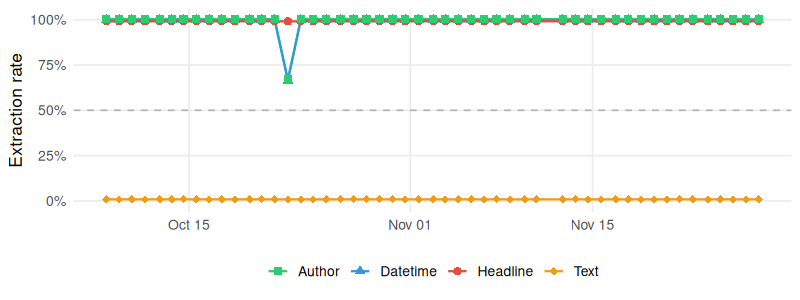 Extraction rate
100%
75%
50%
25%
0%
Oct 15
Nov 01
Nov 15
Author
Datetime
Headline
Text